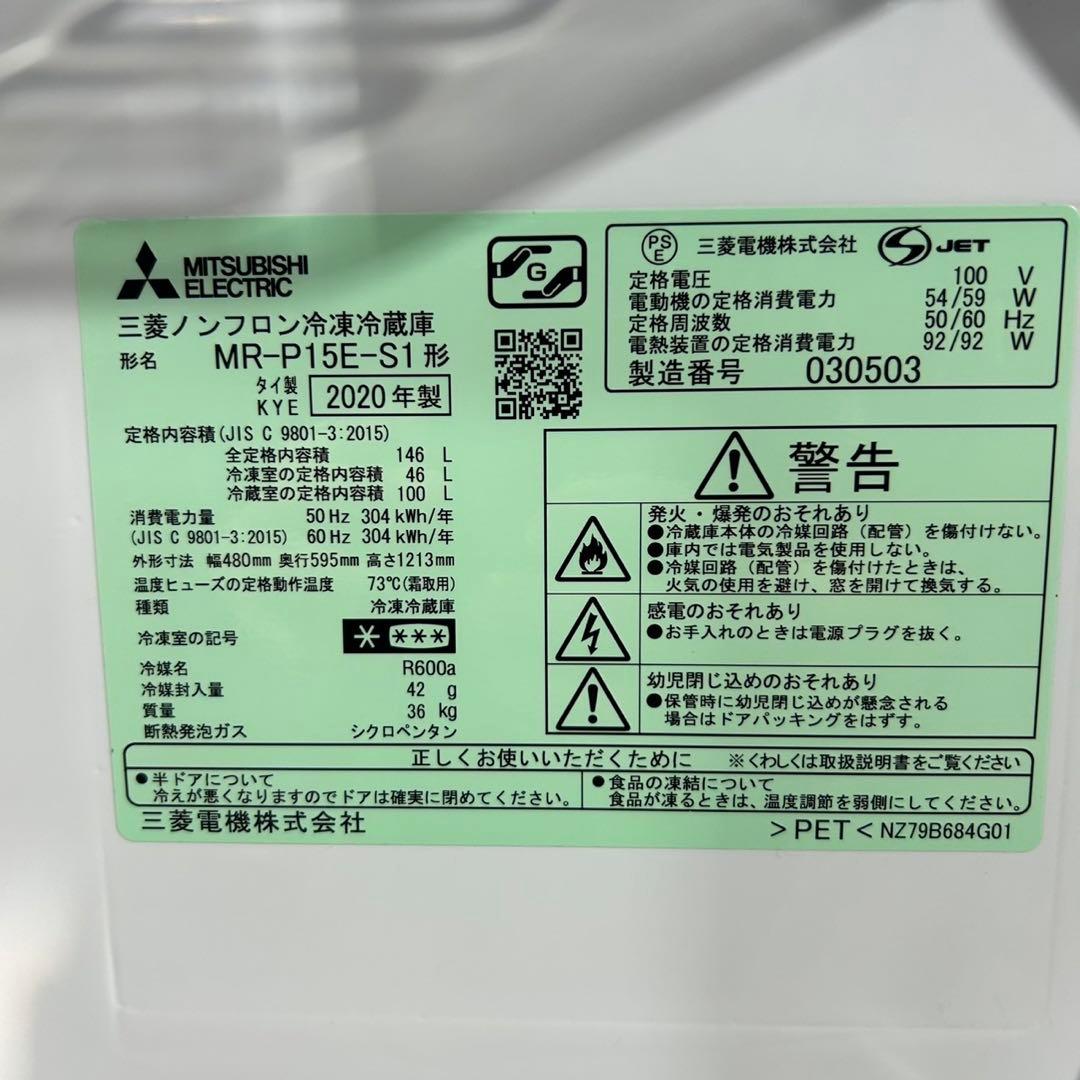 MITSUBISHI
ELECTRIC
三菱ノンフロン冷凍冷蔵庫
形名 MR-P15E-S1形
タイ製
KYE 2020年製
定格内容積(JIS C 9801-3:2015)
全定格内容積 146 L
冷凍室の定格内容積 46 L
冷蔵室の定格内容積 100 L
消費電力量 50 Hz 304 kWh/年
(JIS C 9801-3:2015) 60 Hz 304 kWh/年
外形寸法 幅480mm 奥行595mm 高さ1213mm
温度ヒューズの定格動作温度 73℃(霜取用)
種類 冷凍冷蔵庫
冷凍室の記号 * ***
冷媒名 R600a
冷媒封入量 42 g
質量 36 kg
断熱発泡ガス シクロペンタン
G
PS
E 三菱電機株式会社 JET
定格電圧 100 V
電動機の定格消費電力 54/59 W
定格周波数 50/60 Hz
電熱装置の定格消費電力 92/92 W
製造番号 030503
警告
発火・爆発のおそれあり
●冷蔵庫本体の冷媒回路(配管)を傷付けない。
●庫内では電気製品を使用しない。
●冷媒回路(配管)を傷付けたときは、
火気の使用を避け、窓を開けて換気する。
感電のおそれあり
●お手入れのときは電源プラグを抜く。
幼児閉じ込めのおそれあり
●保管時に幼児閉じ込めが懸念される
場合はドアパッキングをはずす。
正しくお使いいただくために ※くわしくは取扱説明書をご覧ください
●半ドアについて
冷えが悪くなりますのでドアは確実に閉めてください。
●食品の凍結について
食品が凍るときは、温度調節を弱側にしてください。
三菱電機株式会社
>PET< NZ79B684G01